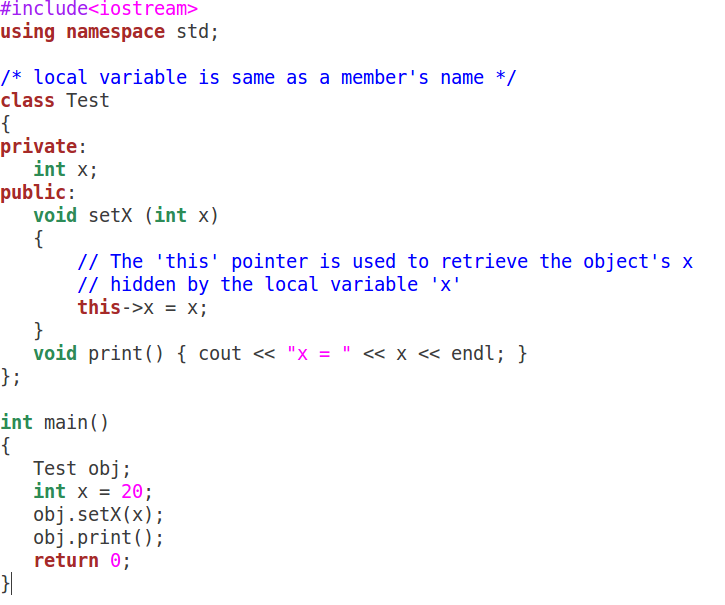 #include<iostream>
using namespace std;

/* local variable is same as a member's name */
class Test
{
private:
   int x;
public:
   void setX (int x)
   {
       // The 'this' pointer is used to retrieve the object's x
       // hidden by the local variable 'x'
       this->x = x;
   }
   void print() { cout << "x = " << x << endl; }
};

int main()
{
   Test obj;
   int x = 20;
   obj.setX(x);
   obj.print();
   return 0;
}